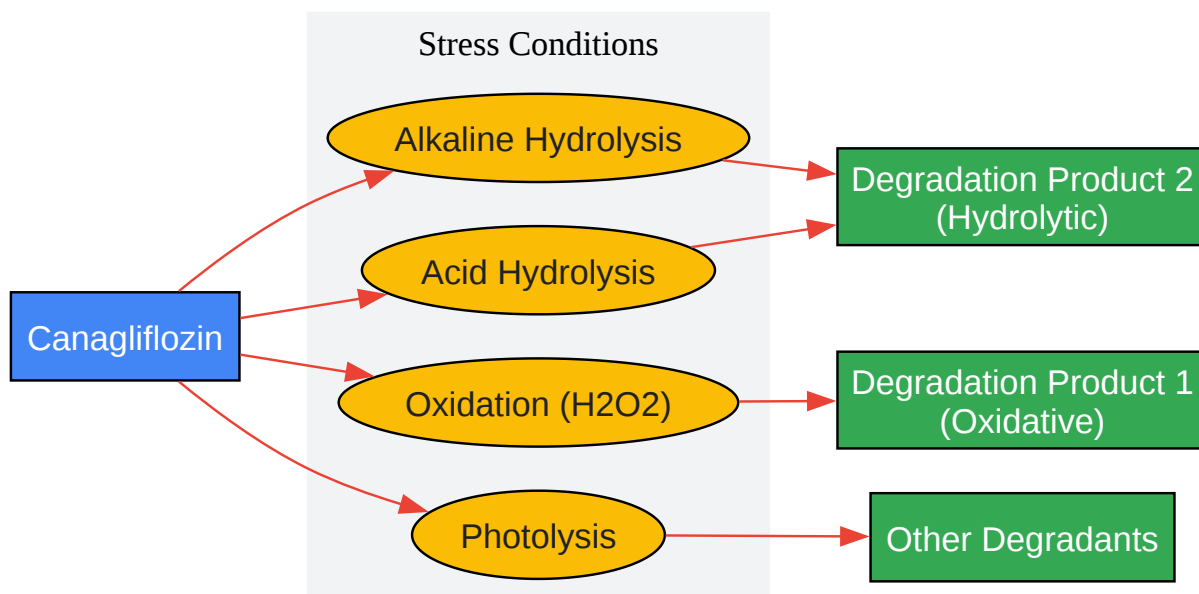 Stress Conditions
Alkaline Hydrolysis
Acid Hydrolysis
Oxidation (H2O2)
Photolysis
Canagliflozin
Degradation Product 2
(Hydrolytic)
Degradation Product 1
(Oxidative)
Other Degradants